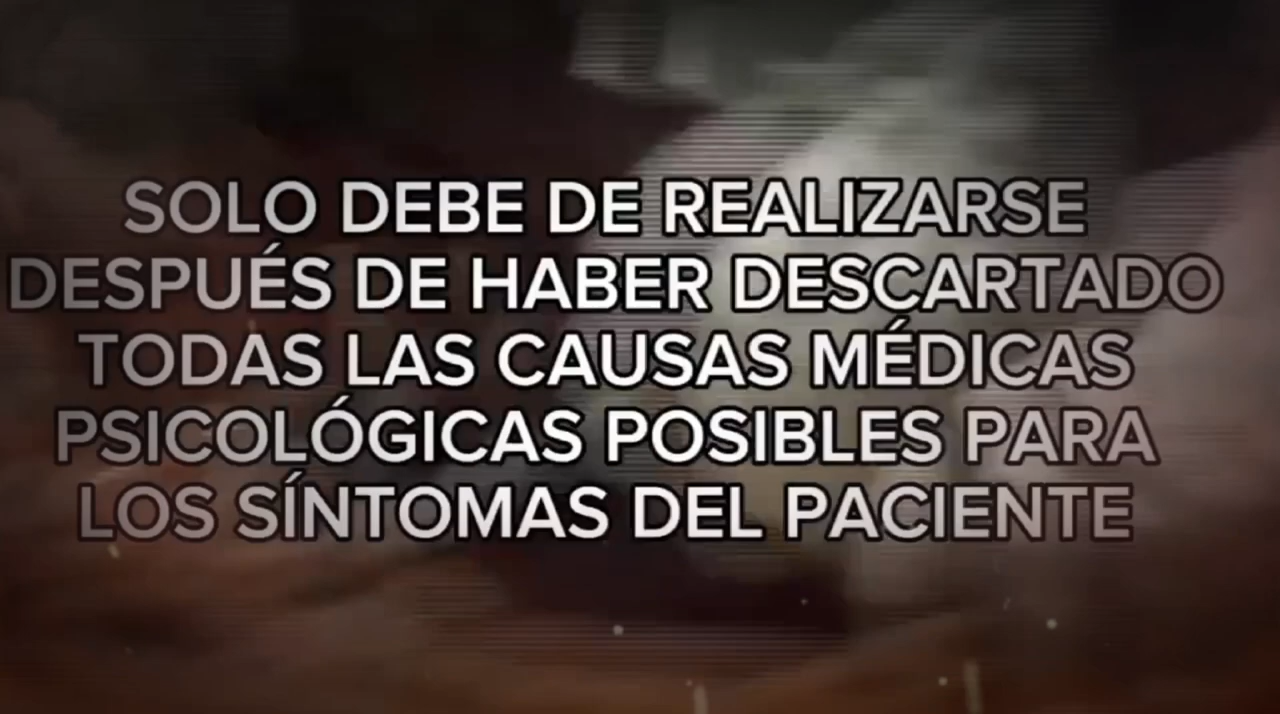 SOLO DEBE DE REALIZARSE
DESPUÉS DE HABER DESCARTADO
TODAS LAS CAUSAS MÉDICAS
PSICOLÓGICAS POSIBLES PARA
LOS SÍNTOMAS DEL PACIENTE